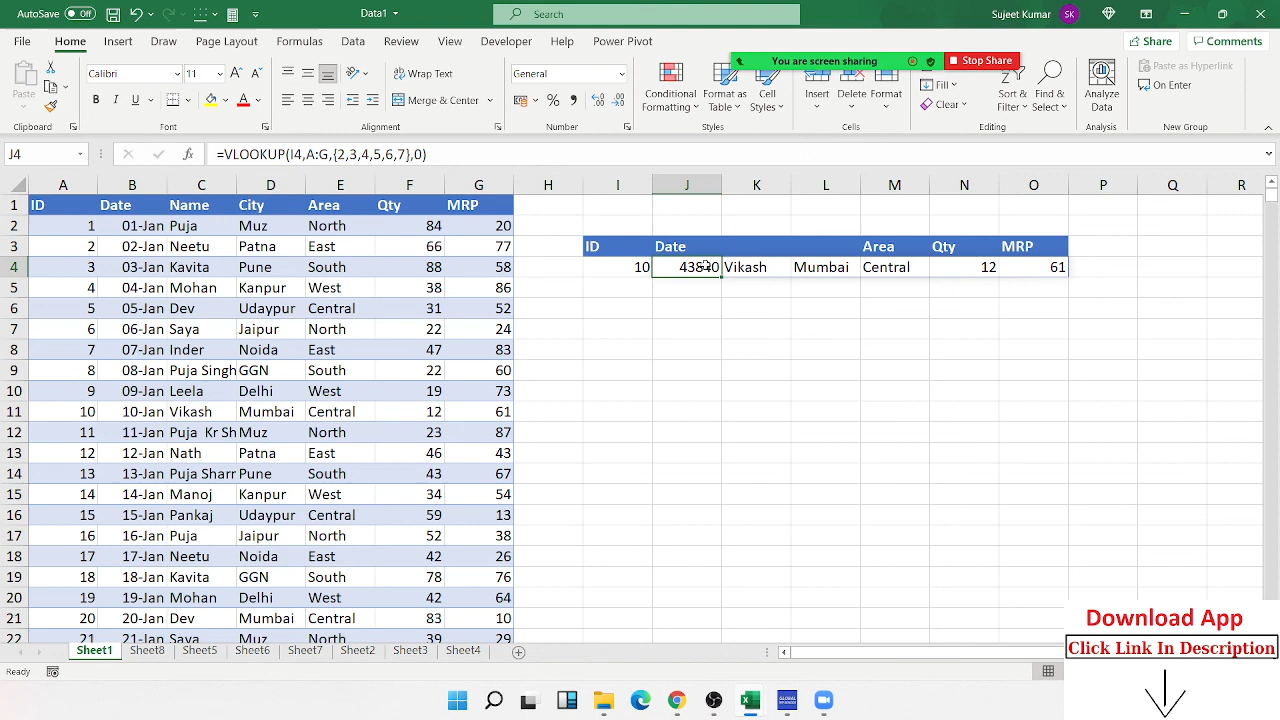 AutoSave Off Data1 Search Sujeet Kumar SK
File Home Insert Draw Page Layout Formulas Data Review View Developer Help Power Pivot Share Comments
You are screen sharing Stop Share
Paste Calibri 11 Wrap Text General Conditional Formatting Format as Table Cell Styles Insert Delete Format Fill Clear Sort & Filter Find & Select Analyze Data Paste as Hyperlink On Enter
B I U Merge & Center
Clipboard Font Alignment Number Styles Cells Editing Analysis New Group
J4 fx =VLOOKUP(I4,A:G,{2,3,4,5,6,7},0)
A B C D E F G H I J K L M N O P Q R
1 ID Date Name City Area Qty MRP
2 1 01-Jan Puja Muz North 84 20
3 2 02-Jan Neetu Patna East 66 77 ID Date Area Qty MRP
4 3 03-Jan Kavita Pune South 88 58 10 43840 Vikash Mumbai Central 12 61
5 4 04-Jan Mohan Kanpur West 38 86
6 5 05-Jan Dev Udaypur Central 31 52
7 6 06-Jan Saya Jaipur North 22 24
8 7 07-Jan Inder Noida East 47 83
9 8 08-Jan Puja Singh GGN South 22 60
10 9 09-Jan Leela Delhi West 19 73
11 10 10-Jan Vikash Mumbai Central 12 61
12 11 11-Jan Puja Kr Sh Muz North 23 87
13 12 12-Jan Nath Patna East 46 43
14 13 13-Jan Puja Sharr Pune South 43 67
15 14 14-Jan Manoj Kanpur West 34 54
16 15 15-Jan Pankaj Udaypur Central 59 13
17 16 16-Jan Puja Jaipur North 52 38
18 17 17-Jan Neetu Noida East 42 26
19 18 18-Jan Kavita GGN South 78 76
20 19 19-Jan Mohan Delhi West 42 64
21 20 20-Jan Dev Mumbai Central 83 10
22 21 21-Jan Saya Muz North 39 29
Download App
Click Link In Description
Sheet1 Sheet8 Sheet5 Sheet6 Sheet7 Sheet2 Sheet3 Sheet4
Ready